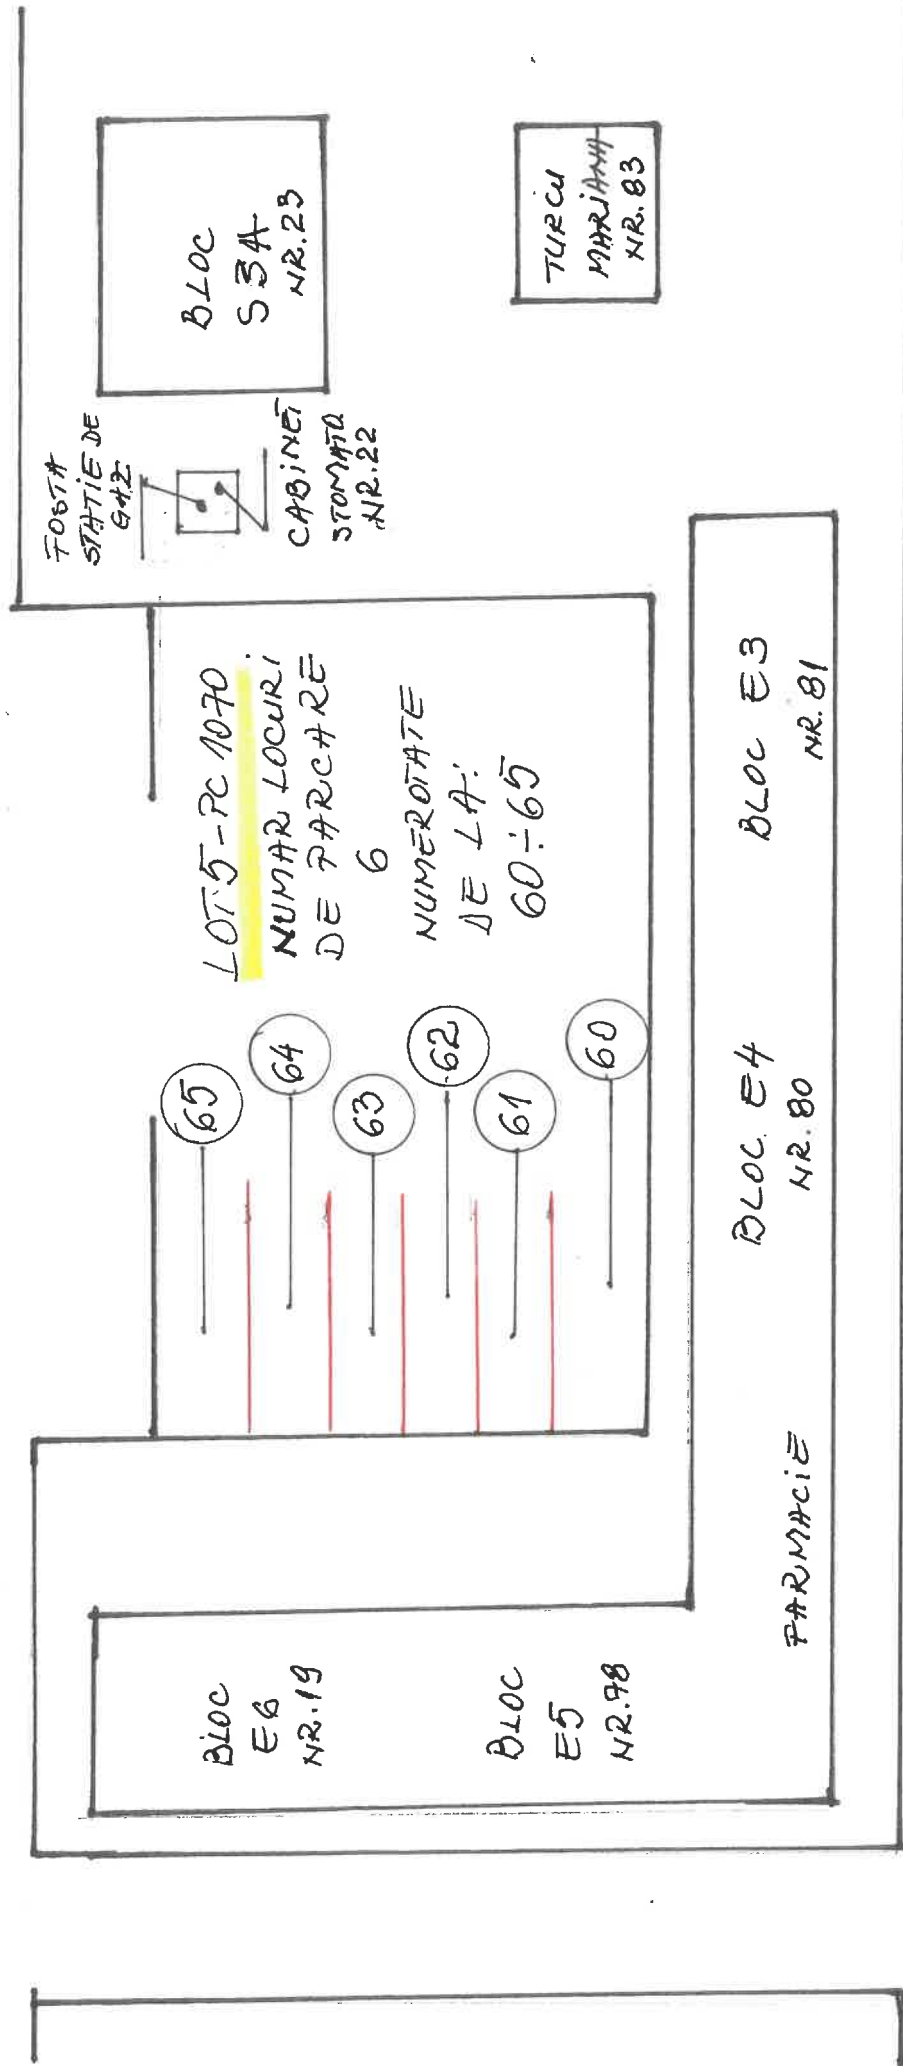 BLOC
E6
NR.19
BLOC
E5
NR.78
FARMACIE
BLOC E4
NR.80
BLOC E3
NR.81
65
64
63
62
61
60
LOT:5-PC 1070
NUMAR LOCURI
DE PARCARE
6
NUMEROTATE
DE LA:
60÷65
FOSTA
STATIE DE
GAZ
CABINET
STOMATO
NR.22
BLOC
S3A
NR.23
TURCU
MARIANA
NR.83